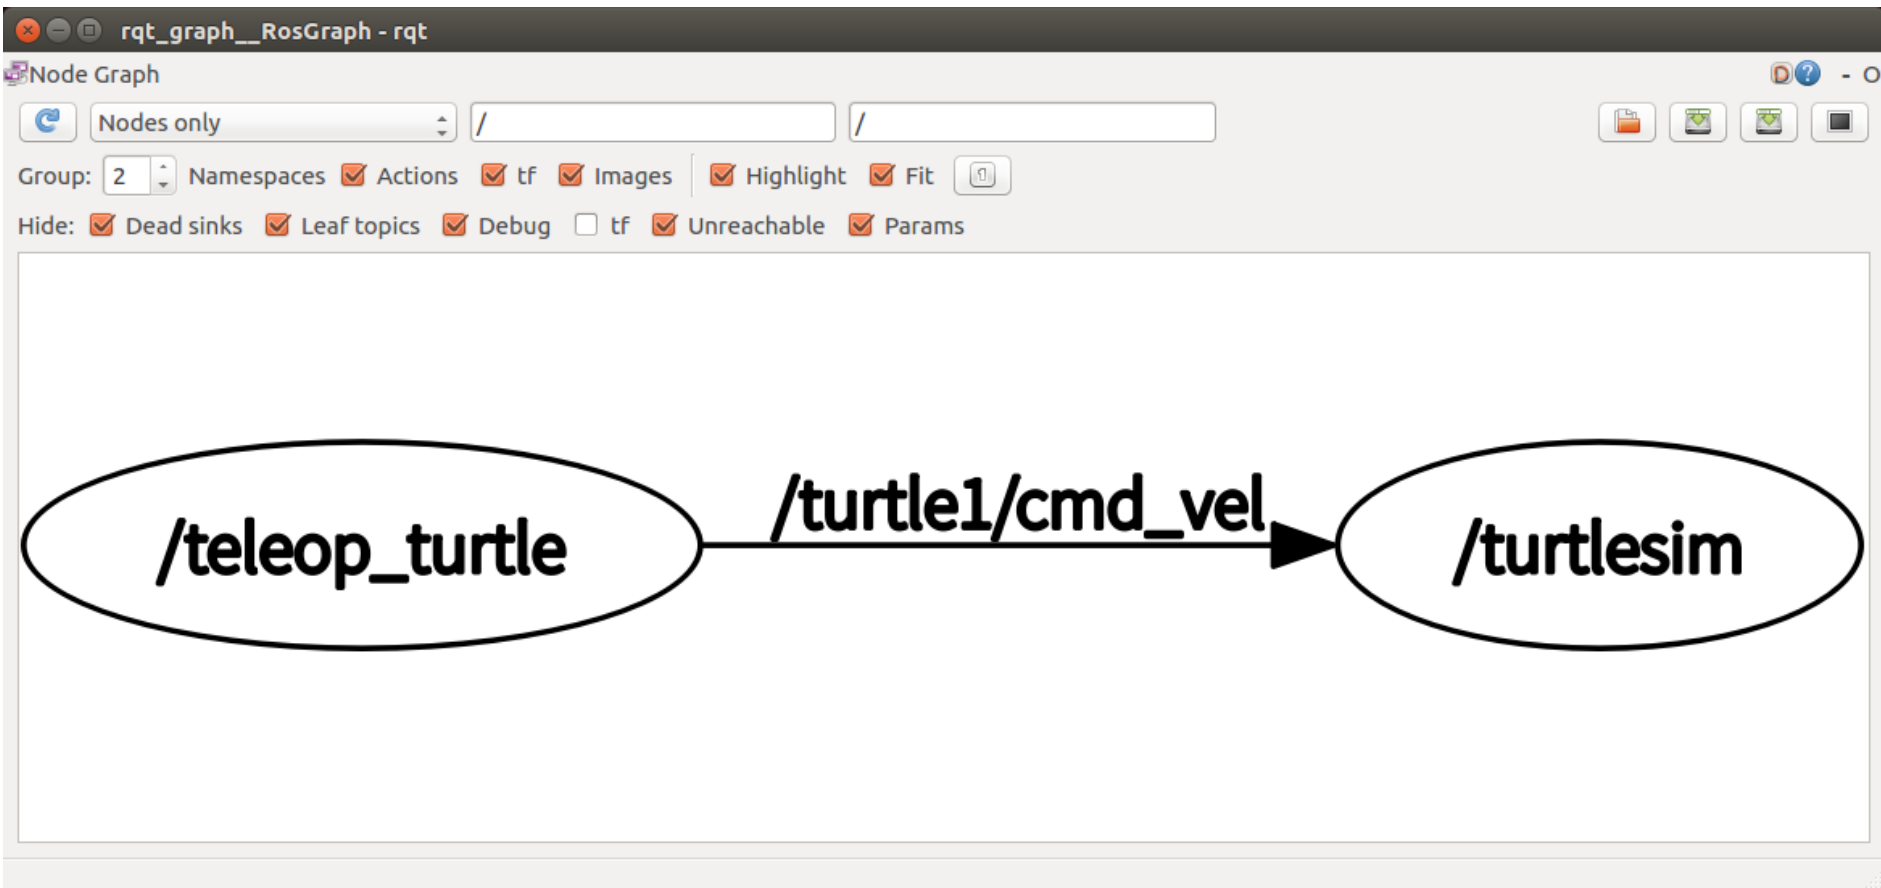 rqt_graph__RosGraph - rqt
Node Graph D ? - O
Nodes only / /
Group: 2 Namespaces Actions tf Images Highlight Fit 1
Hide: Dead sinks Leaf topics Debug tf Unreachable Params
/turtle1/cmd_vel
/teleop_turtle /turtlesim